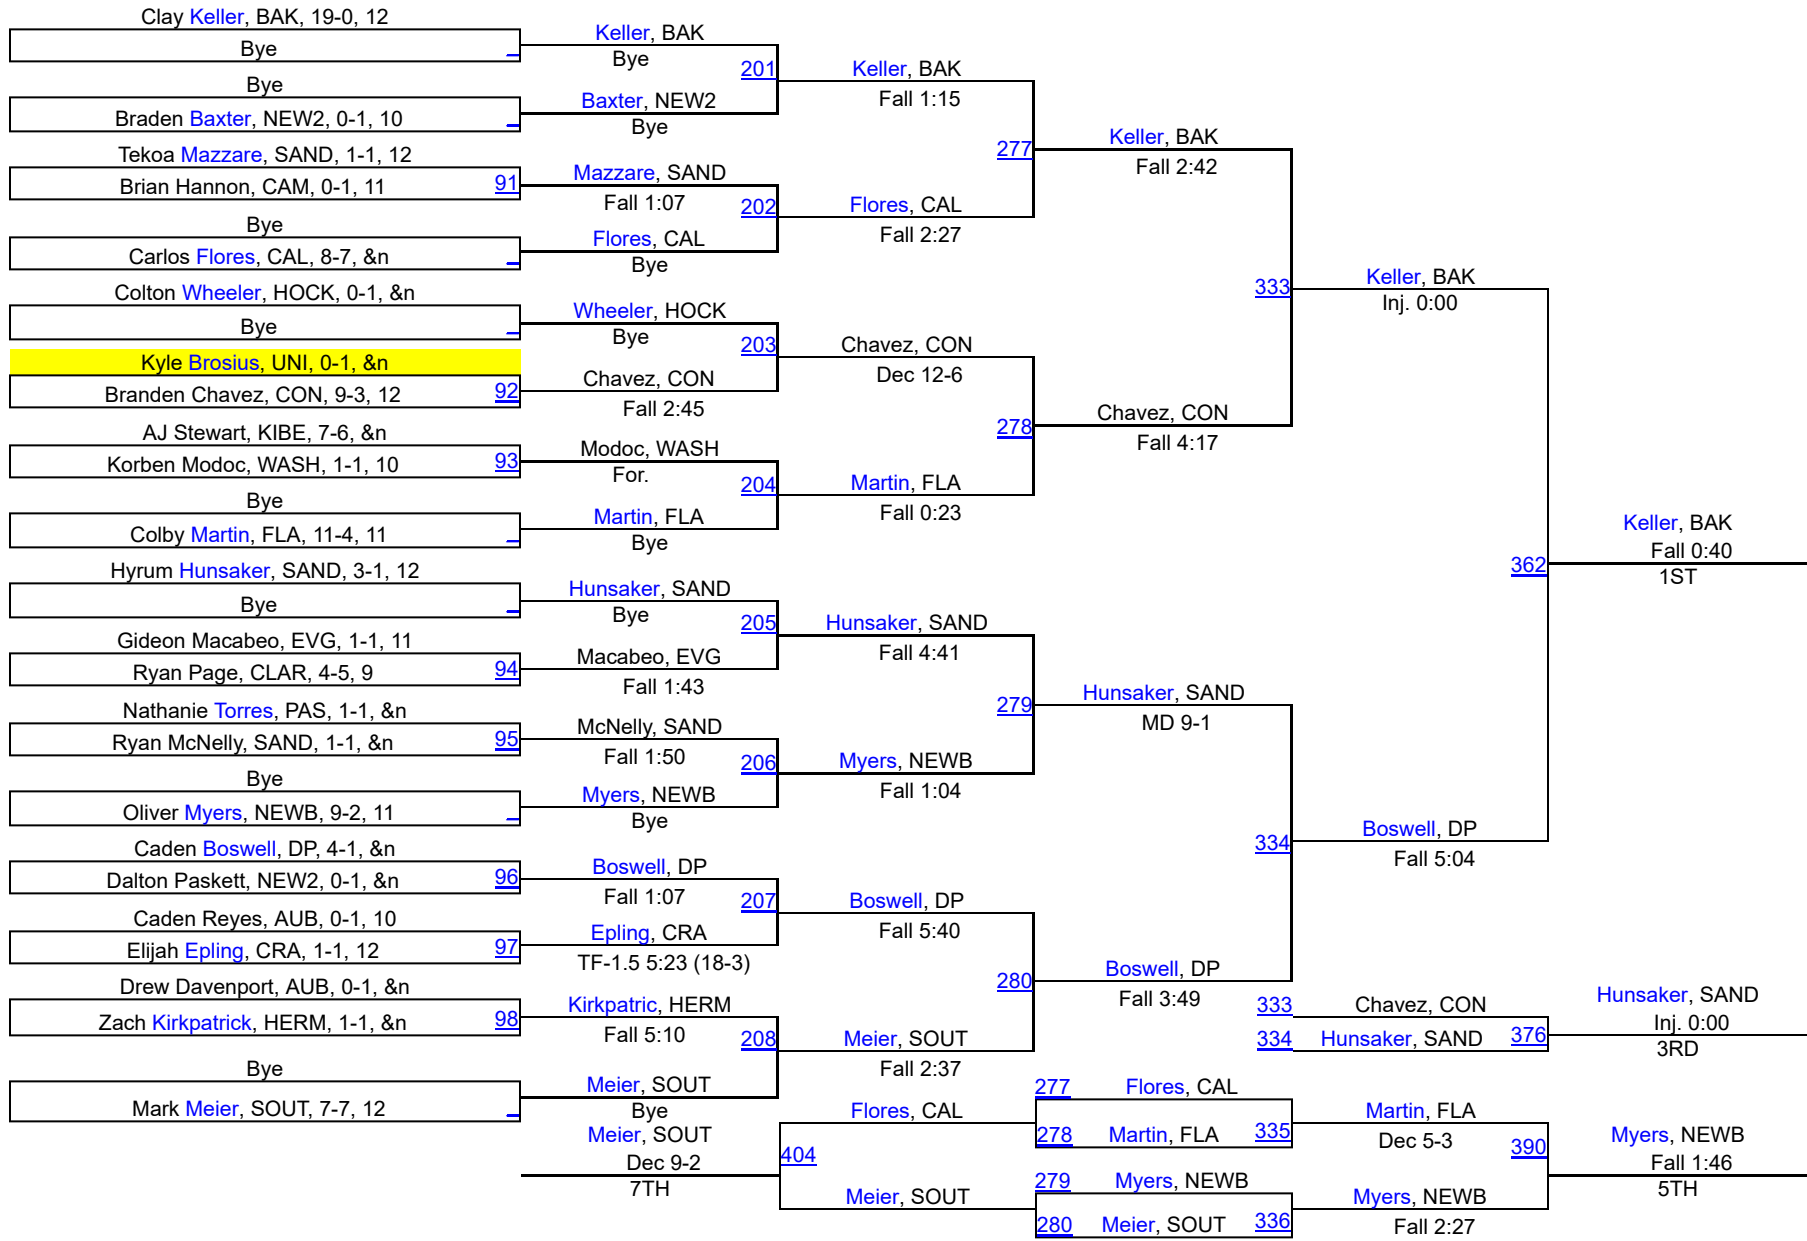 Clay Keller, BAK, 19-0, 12
Bye
Bye
Braden Baxter, NEW2, 0-1, 10
Tekoa Mazzare, SAND, 1-1, 12
Brian Hannon, CAM, 0-1, 11
91
Bye
Carlos Flores, CAL, 8-7, &n
Colton Wheeler, HOCK, 0-1, &n
Bye
Kyle Brosius, UNI, 0-1, &n
Branden Chavez, CON, 9-3, 12
92
AJ Stewart, KIBE, 7-6, &n
Korben Modoc, WASH, 1-1, 10
93
Bye
Colby Martin, FLA, 11-4, 11
Hyrum Hunsaker, SAND, 3-1, 12
Bye
Gideon Macabeo, EVG, 1-1, 11
Ryan Page, CLAR, 4-5, 9
94
Nathanie Torres, PAS, 1-1, &n
Ryan McNelly, SAND, 1-1, &n
95
Bye
Oliver Myers, NEWB, 9-2, 11
Caden Boswell, DP, 4-1, &n
Dalton Paskett, NEW2, 0-1, &n
96
Caden Reyes, AUB, 0-1, 10
Elijah Epling, CRA, 1-1, 12
97
Drew Davenport, AUB, 0-1, &n
Zach Kirkpatrick, HERM, 1-1, &n
98
Bye
Mark Meier, SOUT, 7-7, 12
Keller, BAK
Bye
201
Baxter, NEW2
Bye
Mazzare, SAND
Fall 1:07
202
Flores, CAL
Bye
Wheeler, HOCK
Bye
203
Chavez, CON
Fall 2:45
Modoc, WASH
For.
204
Martin, FLA
Bye
Hunsaker, SAND
Bye
205
Macabeo, EVG
Fall 1:43
McNelly, SAND
Fall 1:50
206
Myers, NEWB
Bye
Boswell, DP
Fall 1:07
207
Epling, CRA
TF-1.5 5:23 (18-3)
Kirkpatric, HERM
Fall 5:10
208
Meier, SOUT
Bye
Keller, BAK
Fall 1:15
277
Flores, CAL
Fall 2:27
Chavez, CON
Dec 12-6
278
Martin, FLA
Fall 0:23
Hunsaker, SAND
Fall 4:41
279
Myers, NEWB
Fall 1:04
Boswell, DP
Fall 5:40
280
Meier, SOUT
Fall 2:37
Keller, BAK
Fall 2:42
333
Chavez, CON
Fall 4:17
Hunsaker, SAND
MD 9-1
334
Boswell, DP
Fall 3:49
Keller, BAK
Inj. 0:00
362
Boswell, DP
Fall 5:04
Keller, BAK
Fall 0:40
1ST
333 Chavez, CON
334 Hunsaker, SAND
376
Hunsaker, SAND
Inj. 0:00
3RD
277 Flores, CAL
278 Martin, FLA
335
Martin, FLA
Dec 5-3
279 Myers, NEWB
280 Meier, SOUT
336
Myers, NEWB
Fall 2:27
390
Myers, NEWB
Fall 1:46
5TH
Flores, CAL
404
Meier, SOUT
Meier, SOUT
Dec 9-2
7TH